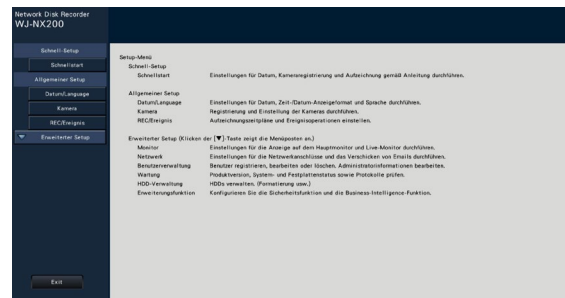 Network Disk Recorder
WJ-NX200
Schnell-Setup
Schnellstart
Allgemeiner Setup
Datum/Language
Kamera
REC/Ereignis
▼ Erweiterter Setup
Exit
Setup-Menü
Schnell-Setup
Schnellstart Einstellungen für Datum, Kameraregistrierung und Aufzeichnung gemäß Anleitung durchführen.
Allgemeiner Setup
Datum/Language Einstellungen für Datum, Zeit-/Datum-Anzeigeformat und Sprache durchführen.
Kamera Registrierung und Einstellung der Kameras durchführen.
REC/Ereignis Aufzeichnungszeitpläne und Ereignisoperationen einstellen.
Erweiterter Setup (Klicken der [▼]-Taste zeigt die Menüposten an.)
Monitor Einstellungen für die Anzeige auf dem Hauptmonitor und Live-Monitor durchführen.
Netzwerk Einstellungen für die Netzwerkanschlüsse und das Verschicken von Emails durchführen.
Benutzerverwaltung Benutzer registrieren, bearbeiten oder löschen. Administratorinformationen bearbeiten.
Wartung Produktversion, System- und Festplattenstatus sowie Protokolle prüfen.
HDD-Verwaltung HDDs verwalten. (Formatierung usw.)
Erweiterungsfunktion Konfigurieren Sie die Sicherheitsfunktion und die Business-Intelligence-Funktion.